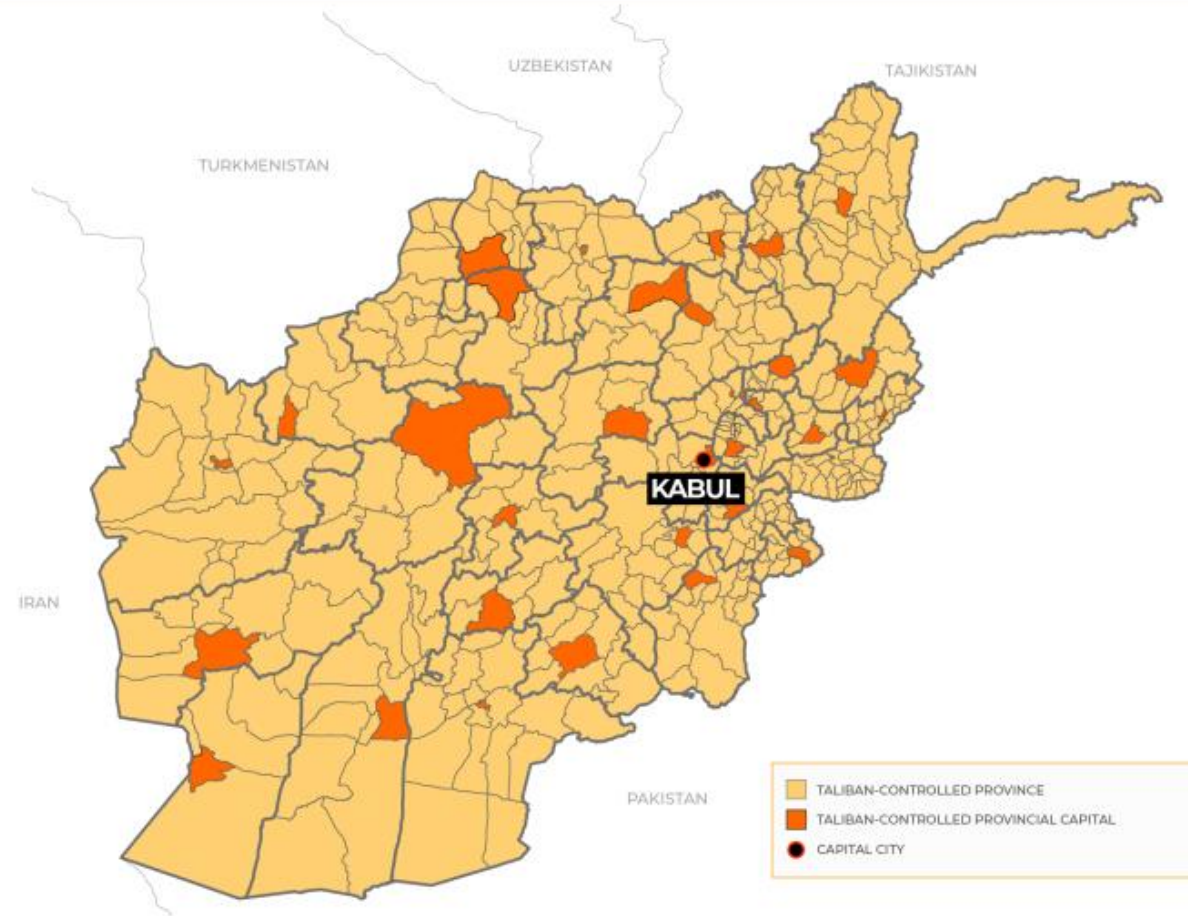 UZBEKISTAN
TAJIKISTAN
TURKMENISTAN
KABUL
IRAN
PAKISTAN
TALIBAN-CONTROLLED PROVINCE
TALIBAN-CONTROLLED PROVINCIAL CAPITAL
CAPITAL CITY